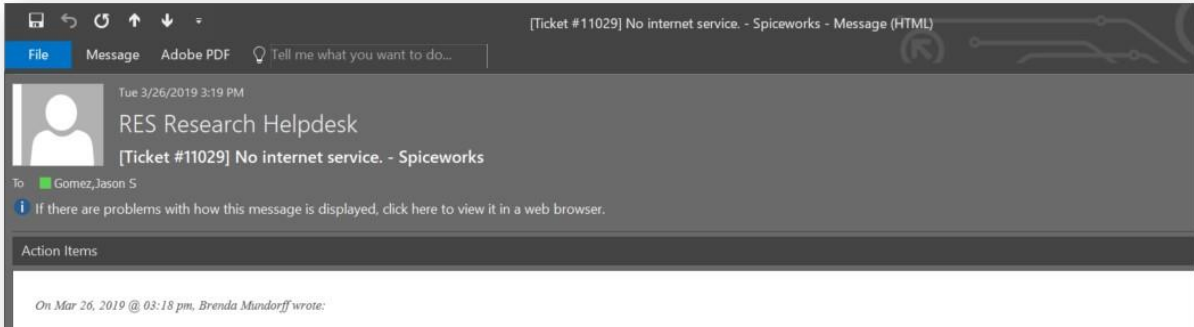 [Ticket #11029] No internet service. - Spiceworks - Message (HTML)
File Message Adobe PDF Tell me what you want to do...
Tue 3/26/2019 3:19 PM
RES Research Helpdesk
[Ticket #11029] No internet service. - Spiceworks
To Gomez,Jason S
If there are problems with how this message is displayed, click here to view it in a web browser.
Action Items
On Mar 26, 2019 @ 03:18 pm, Brenda Mundorff wrote: